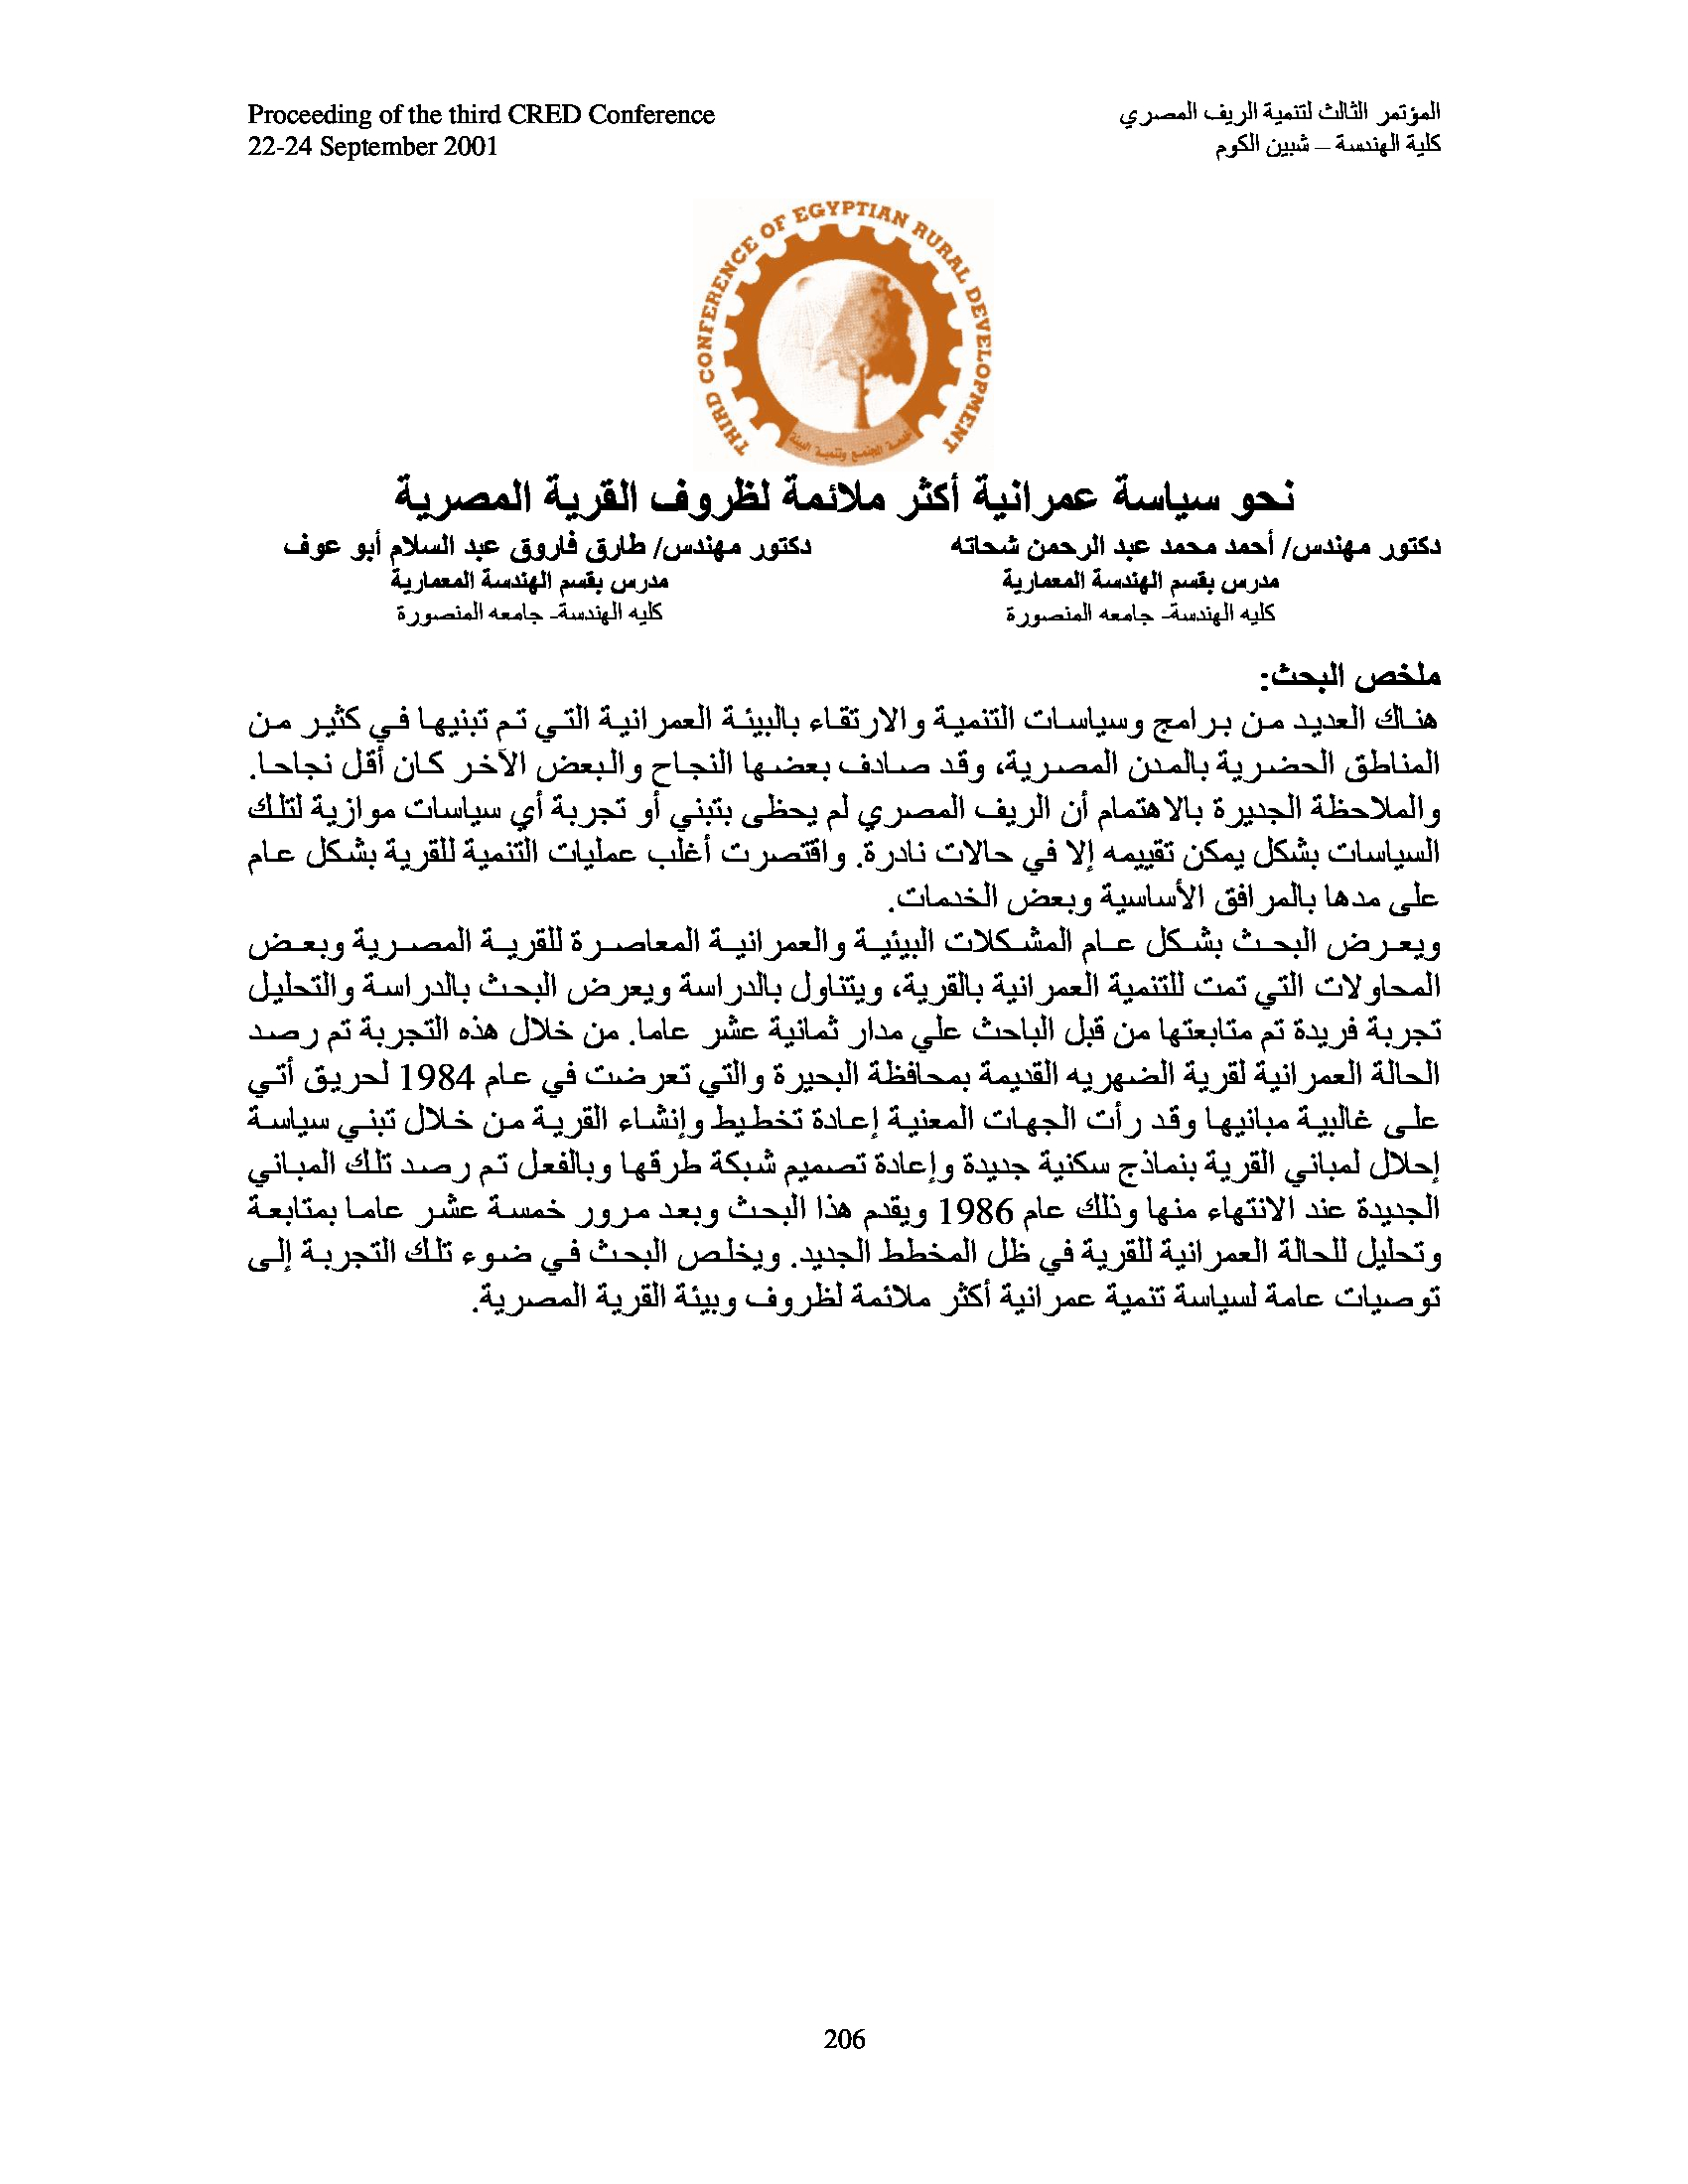 Proceeding of the third CRED Conference
المؤتمر الثالث لتنمية الريف المصري
22-24 September 2001
كلية الهندسة – شبين الكوم
THIRD CONFERENCE OF EGYPTIAN RURAL DEVELOPMENT
خدمة المجتمع وتنمية البيئة
نحو سياسة عمرانية أكثر ملائمة لظروف القرية المصرية
دكتور مهندس/ أحمد محمد عبد الرحمن شحاته
مدرس بقسم الهندسة المعمارية
كليه الهندسة- جامعه المنصورة
دكتور مهندس/ طارق فاروق عبد السلام أبو عوف
مدرس بقسم الهندسة المعمارية
كليه الهندسة- جامعه المنصورة
ملخص البحث:
هناك العديد من برامج وسياسات التنمية والارتقاء بالبيئة العمرانية التي تم تبنيها في كثير من
المناطق الحضرية بالمدن المصرية، وقد صادف بعضها النجاح والبعض الآخر كان أقل نجاحا.
والملاحظة الجديرة بالاهتمام أن الريف المصري لم يحظى بتبني أو تجربة أي سياسات موازية لتلك
السياسات بشكل يمكن تقييمه إلا في حالات نادرة. واقتصرت أغلب عمليات التنمية للقرية بشكل عام
على مدها بالمرافق الأساسية وبعض الخدمات.
ويعرض البحث بشكل عام المشكلات البيئية والعمرانية المعاصرة للقرية المصرية وبعض
المحاولات التي تمت للتنمية العمرانية بالقرية، ويتناول بالدراسة ويعرض البحث بالدراسة والتحليل
تجربة فريدة تم متابعتها من قبل الباحث علي مدار ثمانية عشر عاما. من خلال هذه التجربة تم رصد
الحالة العمرانية لقرية الضهريه القديمة بمحافظة البحيرة والتي تعرضت في عام 1984 لحريق أتي
على غالبية مبانيها وقد رأت الجهات المعنية إعادة تخطيط وإنشاء القرية من خلال تبني سياسة
إحلال لمباني القرية بنماذج سكنية جديدة وإعادة تصميم شبكة طرقها وبالفعل تم رصد تلك المباني
الجديدة عند الانتهاء منها وذلك عام 1986 ويقدم هذا البحث وبعد مرور خمسة عشر عاما بمتابعة
وتحليل للحالة العمرانية للقرية في ظل المخطط الجديد. ويخلص البحث في ضوء تلك التجربة إلى
توصيات عامة لسياسة تنمية عمرانية أكثر ملائمة لظروف وبيئة القرية المصرية.
206